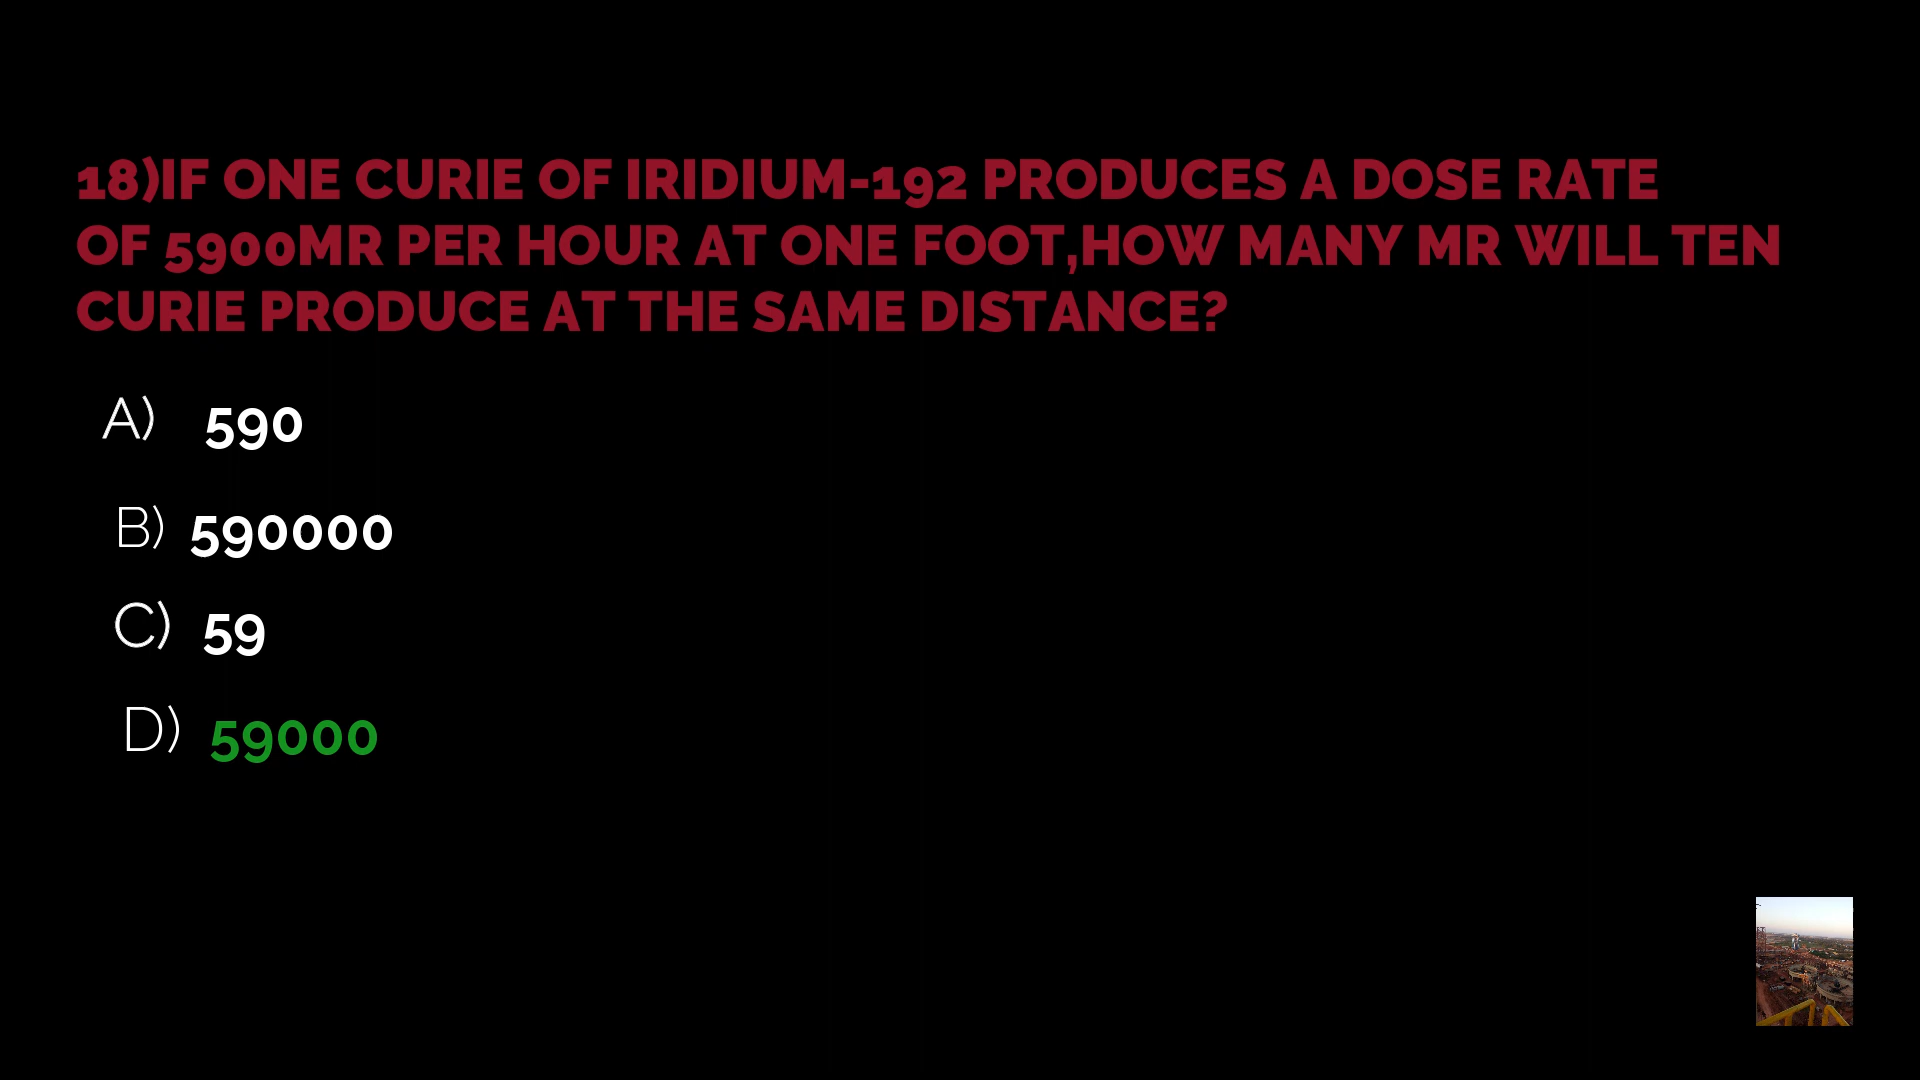 18)IF ONE CURIE OF IRIDIUM-192 PRODUCES A DOSE RATE
OF 5900MR PER HOUR AT ONE FOOT,HOW MANY MR WILL TEN
CURIE PRODUCE AT THE SAME DISTANCE?
A) 590
B) 590000
C) 59
D) 59000